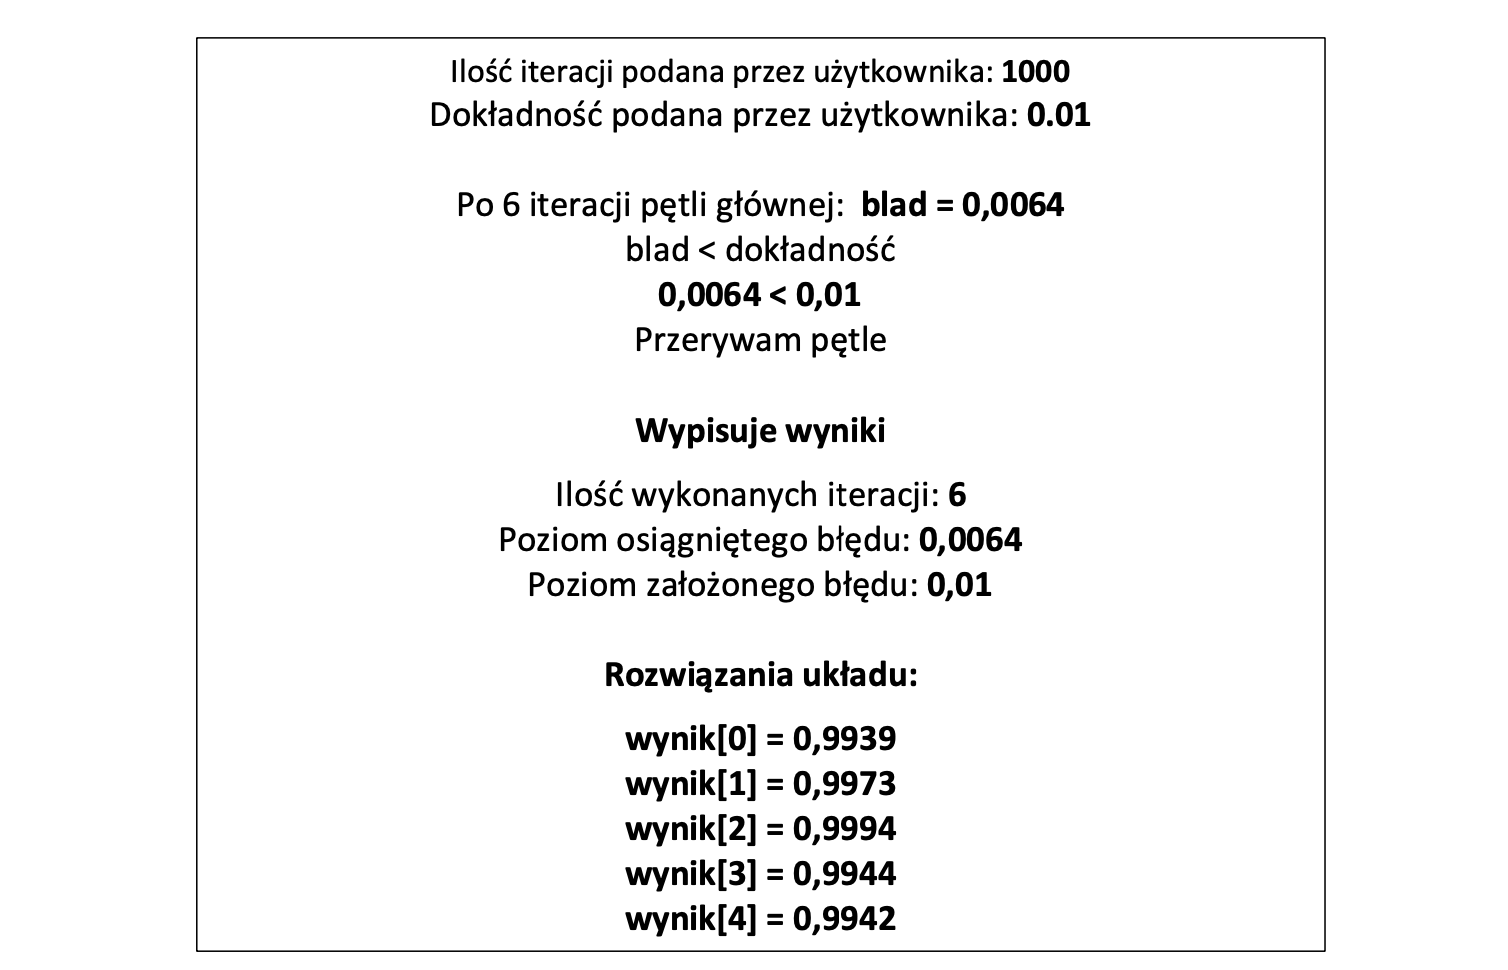 Ilość iteracji podana przez użytkownika: 1000
Dokładność podana przez użytkownika: 0.01
Po 6 iteracji pętli głównej: blad = 0,0064
blad < dokładność
0,0064 < 0,01
Przerywam pętle
Wypisuje wyniki
Ilość wykonanych iteracji: 6
Poziom osiągniętego błędu: 0,0064
Poziom założonego błędu: 0,01
Rozwiązania układu:
wynik[0] = 0,9939
wynik[1] = 0,9973
wynik[2] = 0,9994
wynik[3] = 0,9944
wynik[4] = 0,9942